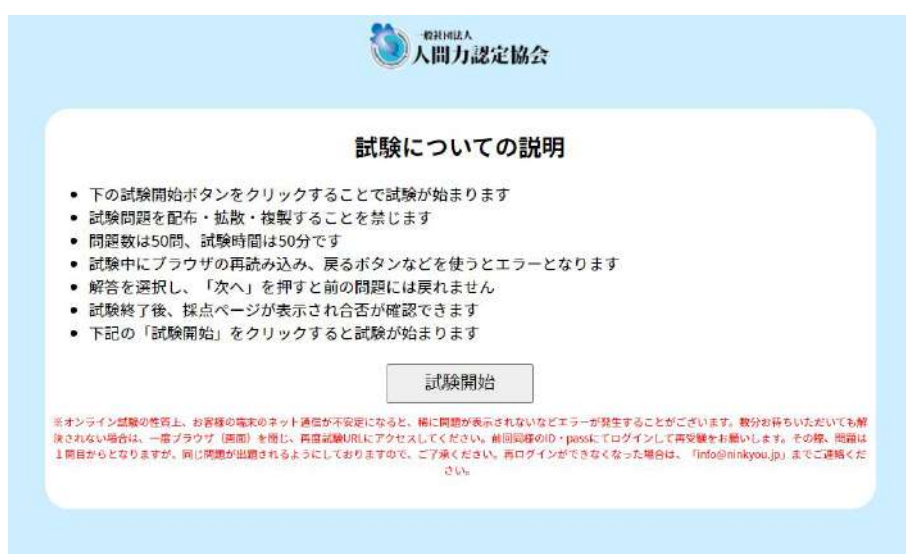 一般社団法人
人間力認定協会
試験についての説明
• 下の試験開始ボタンをクリックすることで試験が始まります
• 試験問題を配布・拡散・複製することを禁じます
• 問題数は50問、試験時間は50分です
• 試験中にブラウザの再読み込み、戻るボタンなどを使うとエラーとなります
• 解答を選択し、「次へ」を押すと前の問題には戻れません
• 試験終了後、採点ページが表示され合否が確認できます
• 下記の「試験開始」をクリックすると試験が始まります
試験開始
※オンライン試験の性質上、お客様の端末のネット通信が不安定になると、稀に問題が表示されないなどエラーが発生することがございます。数分お待ちいただいても解
決されない場合は、一度ブラウザ（画面）を閉じ、再度試験URLにアクセスしてください。前回同様のID・passにてログインして再受験をお願いします。その際、問題は
1問目からとなりますが、同じ問題が出題されるようにしておりますので、ご了承ください。再ログインができなくなった場合は、「info@ninkyou.jp」までご連絡くだ
さい。